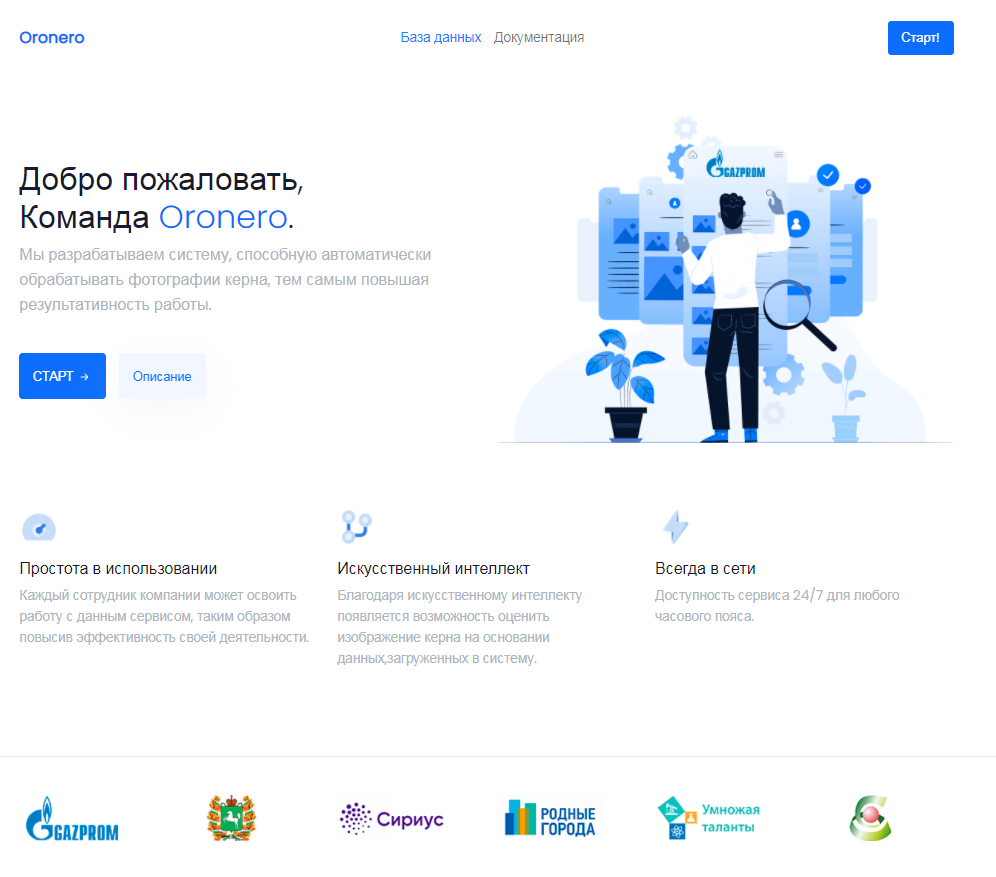 Oronero
База данных
Документация
Старт!
Добро пожаловать,
Команда Oronero.
Мы разрабатываем систему, способную автоматически
обрабатывать фотографии керна, тем самым повышая
результативность работы.
СТАРТ →
Описание
GAZPROM
Простота в использовании
Каждый сотрудник компании может освоить
работу с данным сервисом, таким образом
повысив эффективность своей деятельности.
Искусственный интеллект
Благодаря искусственному интеллекту
появляется возможность оценить
изображение керна на основании
данных,загруженных в систему.
Всегда в сети
Доступность сервиса 24/7 для любого
часового пояса.
GAZPROM
Сириус
РОДНЫЕ
ГОРОДА
Умножая
таланты